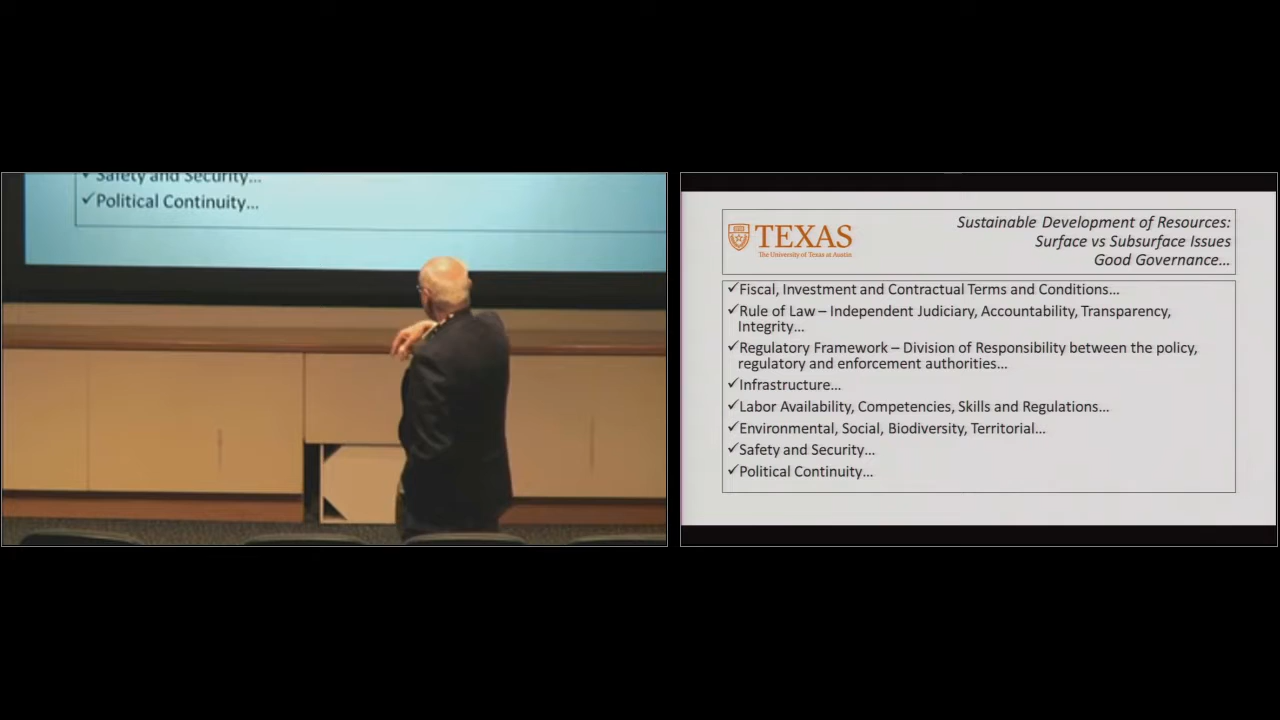 Safety and Security...
✓Political Continuity...
TEXAS
The University of Texas at Austin
Sustainable Development of Resources:
Surface vs Subsurface Issues
Good Governance...
✓Fiscal, Investment and Contractual Terms and Conditions...
✓Rule of Law – Independent Judiciary, Accountability, Transparency,
Integrity...
✓Regulatory Framework – Division of Responsibility between the policy,
regulatory and enforcement authorities...
✓Infrastructure...
✓Labor Availability, Competencies, Skills and Regulations...
✓Environmental, Social, Biodiversity, Territorial...
✓Safety and Security...
✓Political Continuity...